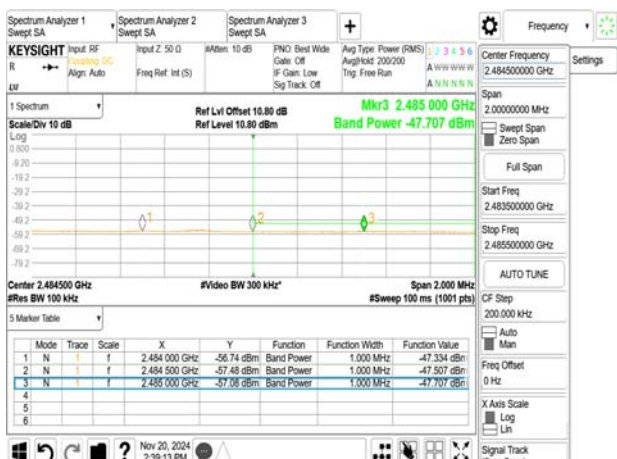 Spectrum Analyzer 1
Swept SA
Spectrum Analyzer 2
Swept SA
Spectrum Analyzer 3
Swept SA
+
Frequency
Settings
KEYSIGHT
R
Input: RF
Coupling: DC
Align: Auto
Input Z: 50 Ω
Freq Ref: Int (S)
#Atten: 10 dB
PNO: Best Wide
Gate: Off
IF Gain: Low
Sig Track: Off
Avg Type: Power (RMS)
Avg|Hold: 200/200
Trig: Free Run
1 2 3 4 5 6
A W W W W W
A N N N N N
1 Spectrum
Scale/Div 10 dB
Log
Ref Lvl Offset 10.80 dB
Ref Level 10.80 dBm
Mkr3 2.485 000 GHz
Band Power -47.707 dBm
0.800
-9.20
-19.2
-29.2
-39.2
-49.2
-59.2
-69.2
-79.2
1
2
3
Center 2.484500 GHz
#Res BW 100 kHz
#Video BW 300 kHz*
Span 2.000 MHz
#Sweep 100 ms (1001 pts)
5 Marker Table
Mode Trace Scale X Y Function Function Width Function Value
1 N 1 f 2.484 000 GHz -56.74 dBm Band Power 1.000 MHz -47.334 dBm
2 N 1 f 2.484 500 GHz -57.48 dBm Band Power 1.000 MHz -47.507 dBm
3 N 1 f 2.485 000 GHz -57.08 dBm Band Power 1.000 MHz -47.707 dBm
4
5
6
?
Nov 20, 2024
2:39:13 PM
Center Frequency
2.484500000 GHz
Span
2.00000000 MHz
Swept Span
Zero Span
Full Span
Start Freq
2.483500000 GHz
Stop Freq
2.485500000 GHz
AUTO TUNE
CF Step
200.000 kHz
Auto
Man
Freq Offset
0 Hz
X Axis Scale
Log
Lin
Signal Track